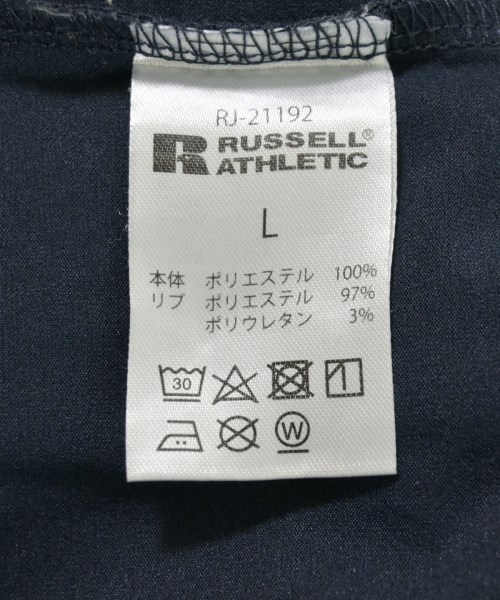 RJ-21192
RUSSELL®
ATHLETIC
L
本体 ポリエステル 100%
リブ ポリエステル 97%
ポリウレタン 3%
30
W